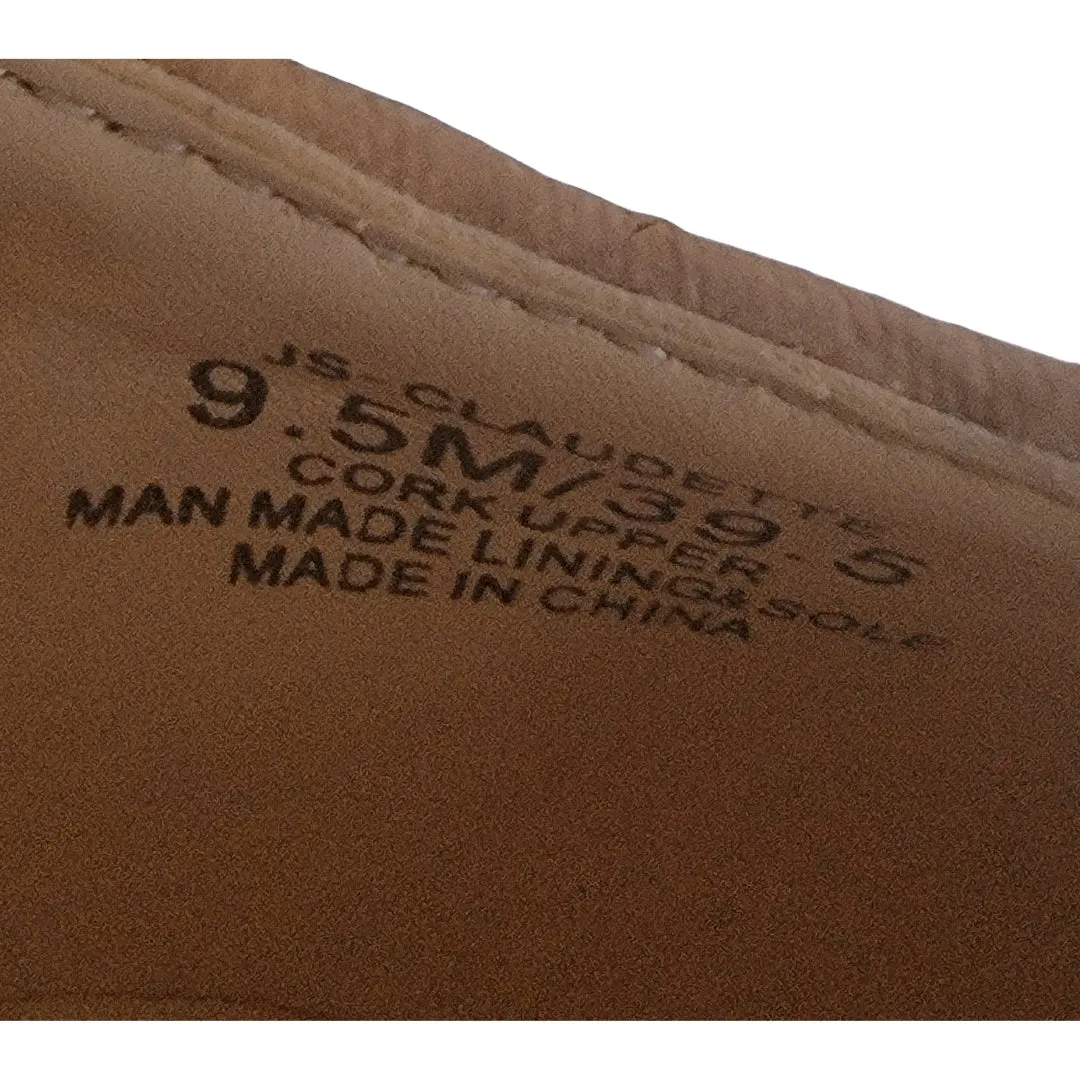 JS-CLAUDETTE
9.5M/39.5
CORK UPPER
MAN MADE LINING&SOLE
MADE IN CHINA